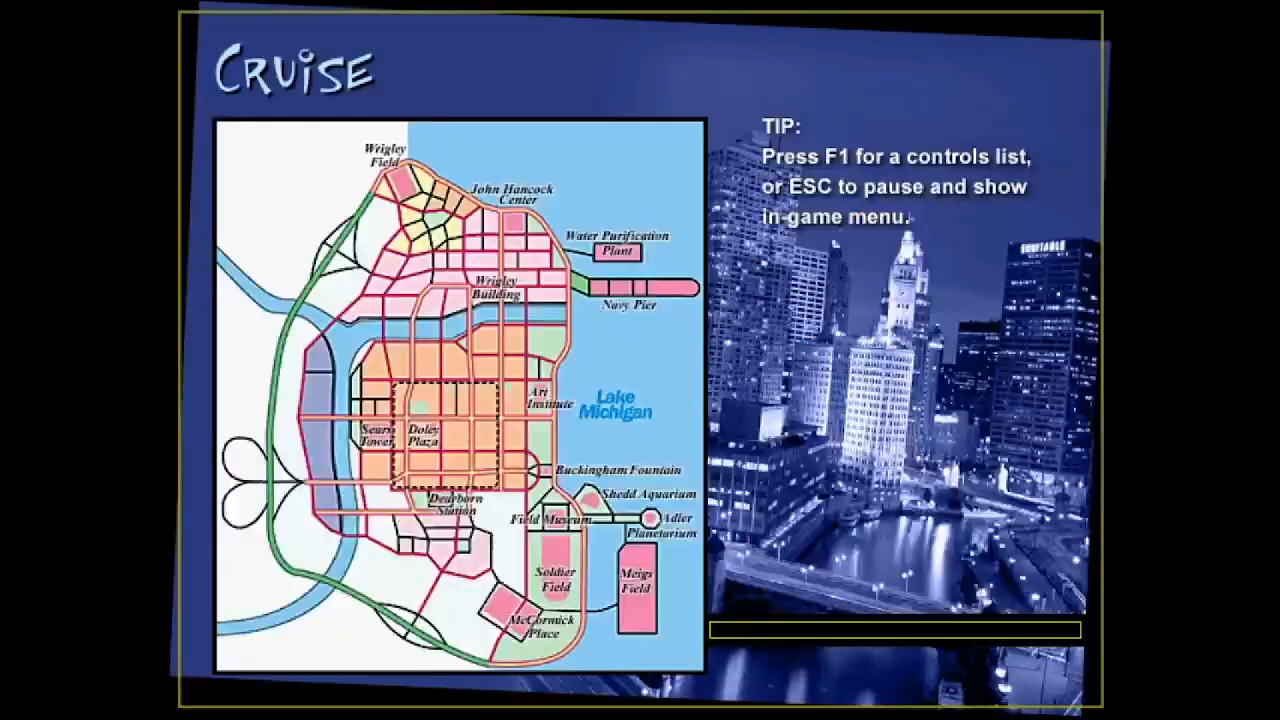 CRUISE
TIP:
Press F1 for a controls list,
or ESC to pause and show
in-game menu.
EQUITABLE
Wrigley
Field
John Hancock
Center
Water Purification
Plant
Navy Pier
Wrigley
Building
Art
Institute
Lake
Michigan
Sears
Tower
Daley
Plaza
Buckingham Fountain
Dearborn
Station
Shedd Aquarium
Field Museum
Adler
Planetarium
Soldier
Field
Meigs
Field
McCormick
Place